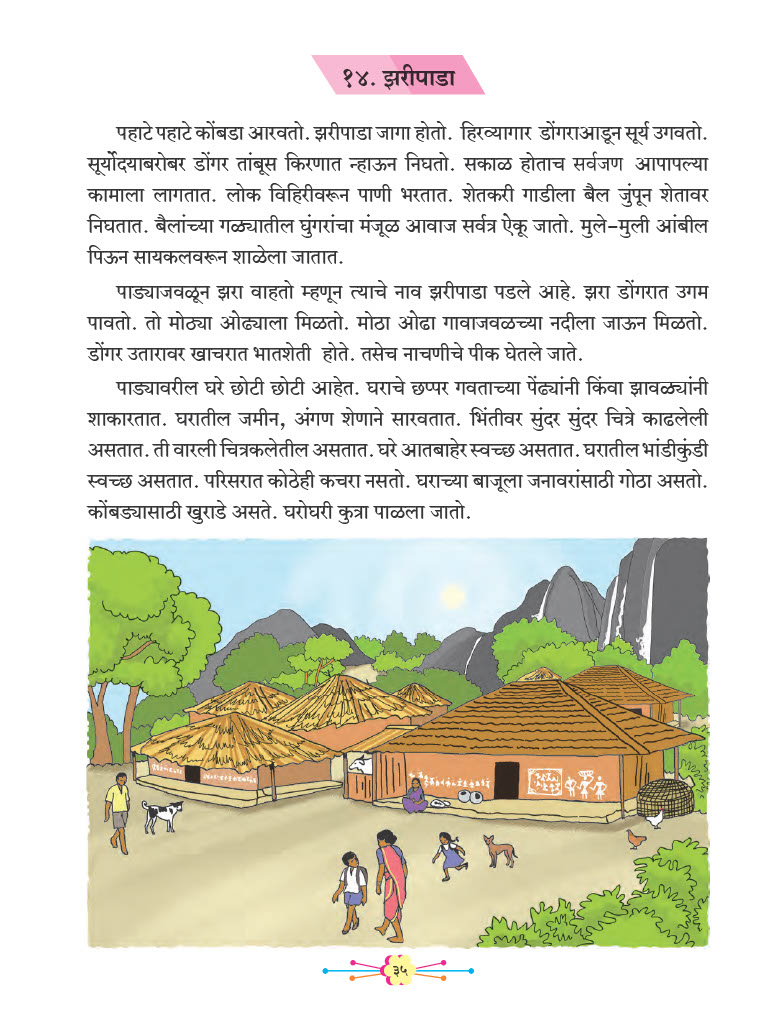 १४. झरीपाडा
पहाटे पहाटे कोंबडा आरवतो. झरीपाडा जागा होतो. हिरव्यागार डोंगराआडून सूर्य उगवतो.
सूर्योदयाबरोबर डोंगर तांबूस किरणात न्हाऊन निघतो. सकाळ होताच सर्वजण आपापल्या
कामाला लागतात. लोक विहिरीवरून पाणी भरतात. शेतकरी गाडीला बैल जुंपून शेतावर
निघतात. बैलांच्या गळ्यातील घुंगरांचा मंजूळ आवाज सर्वत्र ऐकू जातो. मुले-मुली आंबील
पिऊन सायकलवरून शाळेला जातात.
पाड्याजवळून झरा वाहतो म्हणून त्याचे नाव झरीपाडा पडले आहे. झरा डोंगरात उगम
पावतो. तो मोठ्या ओढ्याला मिळतो. मोठा ओढा गावाजवळच्या नदीला जाऊन मिळतो.
डोंगर उतारावर खाचरात भातशेती होते. तसेच नाचणीचे पीक घेतले जाते.
पाड्यावरील घरे छोटी छोटी आहेत. घराचे छप्पर गवताच्या पेंढ्यांनी किंवा झावळ्यांनी
शाकारतात. घरातील जमीन, अंगण शेणाने सारवतात. भिंतीवर सुंदर सुंदर चित्रे काढलेली
असतात. ती वारली चित्रकलेतील असतात. घरे आतबाहेर स्वच्छ असतात. घरातील भांडीकुंडी
स्वच्छ असतात. परिसरात कोठेही कचरा नसतो. घराच्या बाजूला जनावरांसाठी गोठा असतो.
कोंबड्यासाठी खुराडे असते. घरोघरी कुत्रा पाळला जातो.
३५